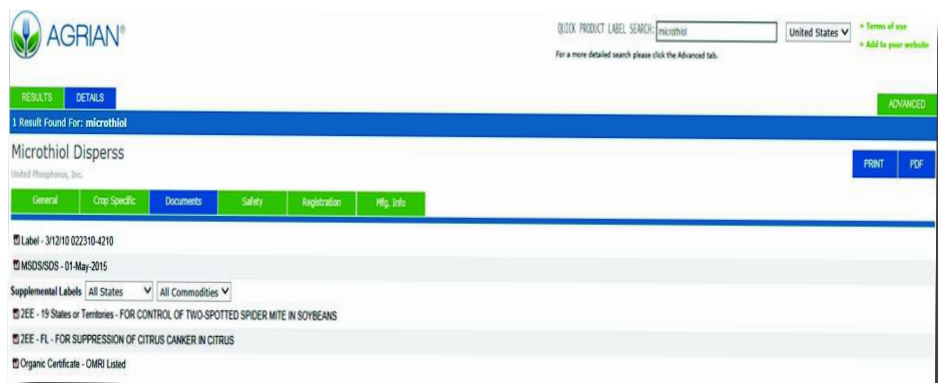 AGRIAN®
QUICK PRODUCT LABEL SEARCH: microthiol
United States
» Terms of use
» Add to your website
For a more detailed search please click the Advanced tab.
RESULTS DETAILS
ADVANCED
1 Result Found For: microthiol
Microthiol Disperss
PRINT PDF
United Phosphorus, Inc.
General Crop Specific Documents Safety Registration Mfg. Info
Label - 3/12/10 022310-4210
MSDS/SDS - 01-May-2015
Supplemental Labels All States All Commodities
2EE - 19 States or Territories - FOR CONTROL OF TWO-SPOTTED SPIDER MITE IN SOYBEANS
2EE - FL - FOR SUPPRESSION OF CITRUS CANKER IN CITRUS
Organic Certificate - OMRI Listed